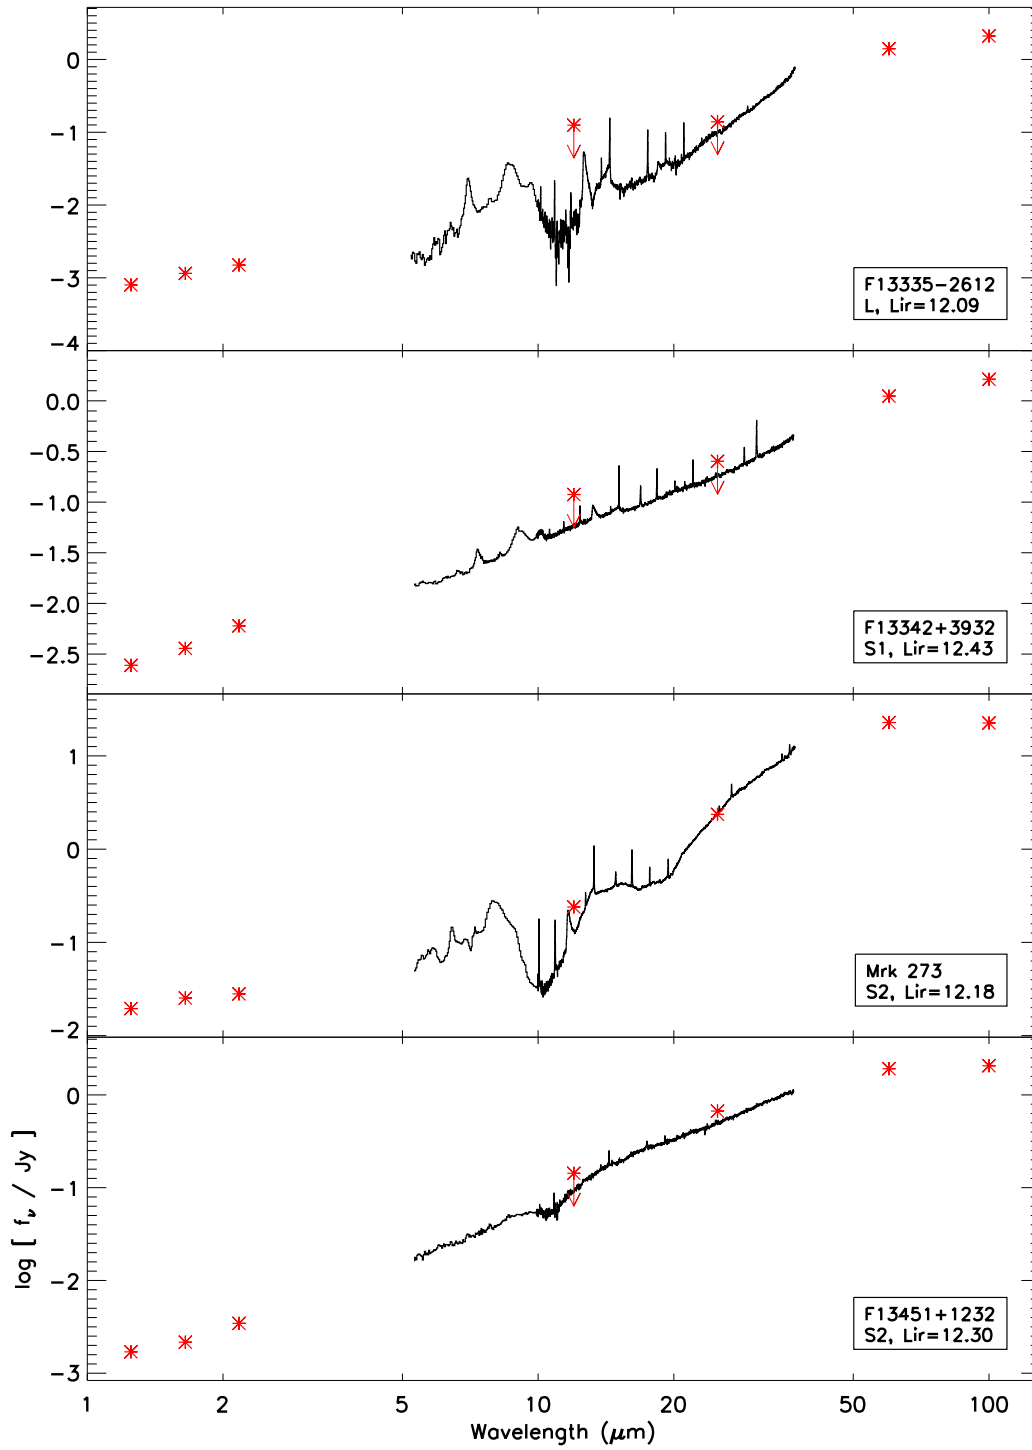 0
−1
−2
−3
−4
F13335−2612
L, Lir=12.09
0.0
−0.5
−1.0
−1.5
−2.0
−2.5
F13342+3932
S1, Lir=12.43
1
0
−1
−2
Mrk 273
S2, Lir=12.18
0
−1
−2
−3
F13451+1232
S2, Lir=12.30
log [ fν / Jy ]
1 2 5 10 20 50 100
Wavelength (μm)